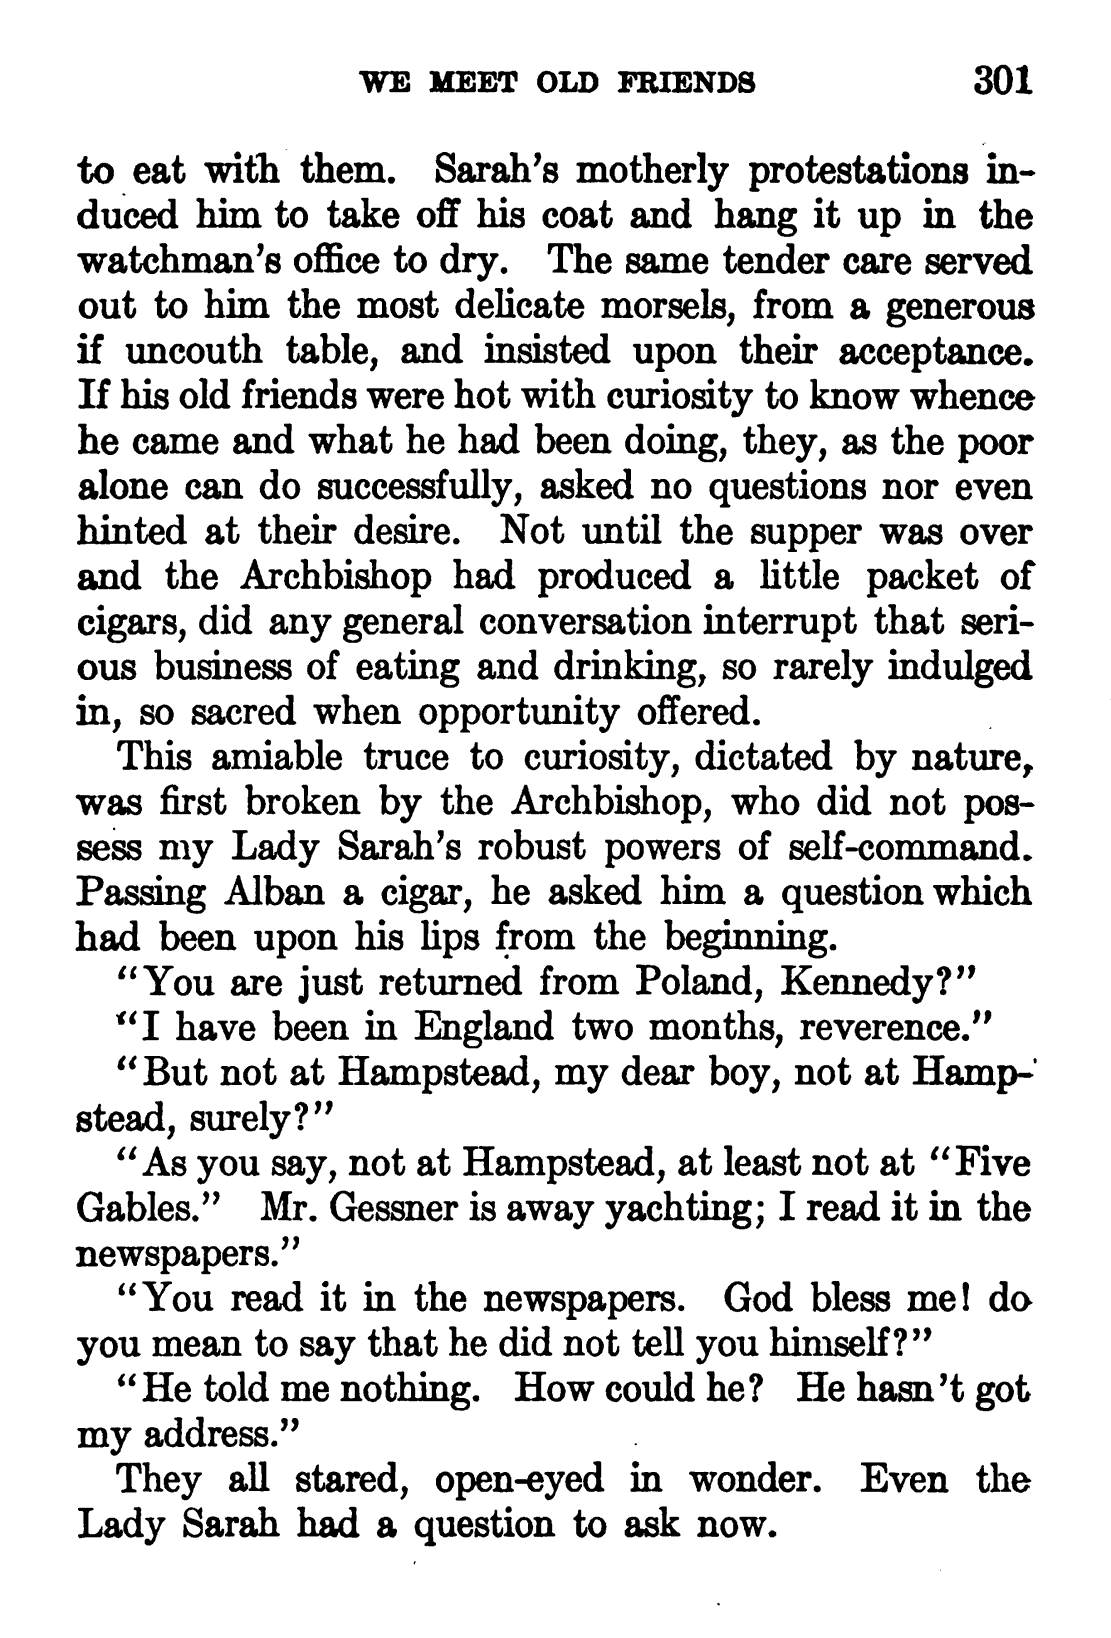 WE MEET OLD FRIENDS 301
to eat with them. Sarah's motherly protestations in-
duced him to take off his coat and hang it up in the
watchman's office to dry. The same tender care served
out to him the most delicate morsels, from a generous
if uncouth table, and insisted upon their acceptance.
If his old friends were hot with curiosity to know whence
he came and what he had been doing, they, as the poor
alone can do successfully, asked no questions nor even
hinted at their desire. Not until the supper was over
and the Archbishop had produced a little packet of
cigars, did any general conversation interrupt that seri-
ous business of eating and drinking, so rarely indulged
in, so sacred when opportunity offered.
This amiable truce to curiosity, dictated by nature,
was first broken by the Archbishop, who did not pos-
sess my Lady Sarah's robust powers of self-command.
Passing Alban a cigar, he asked him a question which
had been upon his lips from the beginning.
"You are just returned from Poland, Kennedy?"
"I have been in England two months, reverence."
"But not at Hampstead, my dear boy, not at Hamp-
stead, surely?"
"As you say, not at Hampstead, at least not at "Five
Gables." Mr. Gessner is away yachting; I read it in the
newspapers."
"You read it in the newspapers. God bless me! do
you mean to say that he did not tell you himself?"
"He told me nothing. How could he? He hasn't got
my address."
They all stared, open-eyed in wonder. Even the
Lady Sarah had a question to ask now.